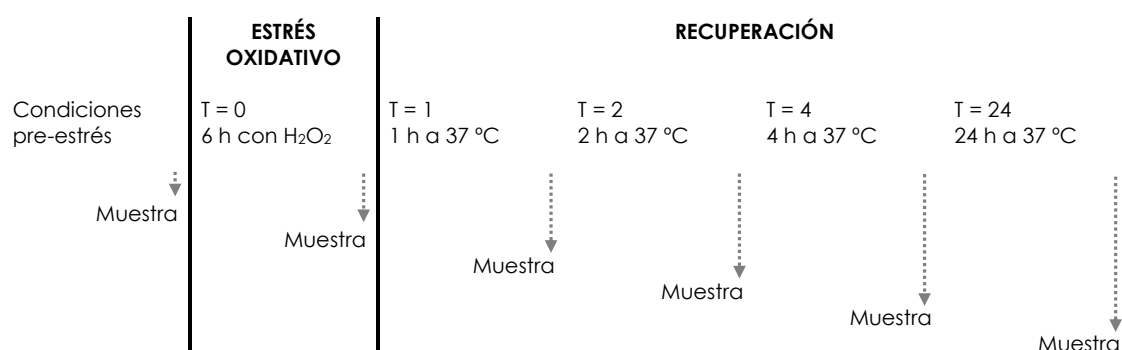 ESTRÉS
OXIDATIVO
RECUPERACIÓN
Condiciones
pre-estrés
T = 0
6 h con H₂O₂
T = 1
1 h a 37 ºC
T = 2
2 h a 37 ºC
T = 4
4 h a 37 ºC
T = 24
24 h a 37 ºC
Muestra
Muestra
Muestra
Muestra
Muestra
Muestra